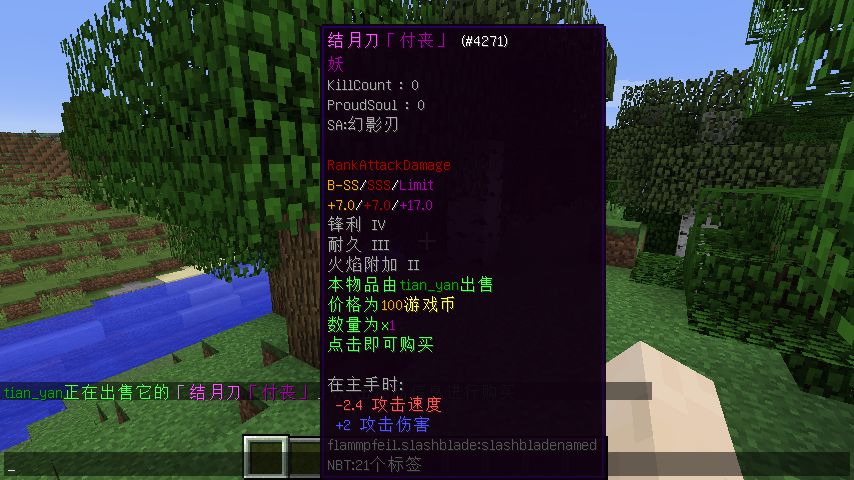 结月刀「付丧」 (#4271)
妖
KillCount : 0
ProudSoul : 0
SA:幻影刃
RankAttackDamage
B-SS/SSS/Limit
+7.0/+7.0/+17.0
锋利 IV
耐久 III
火焰附加 II
本物品由tian_yan出售
价格为100游戏币
数量为x1
点击即可购买
在主手时:
-2.4 攻击速度
+2 攻击伤害
flammpfeil.slashblade:slashbladenamed
NBT:21个标签
tian_yan正在出售它的「结月刀「付丧」
息进行购买
_